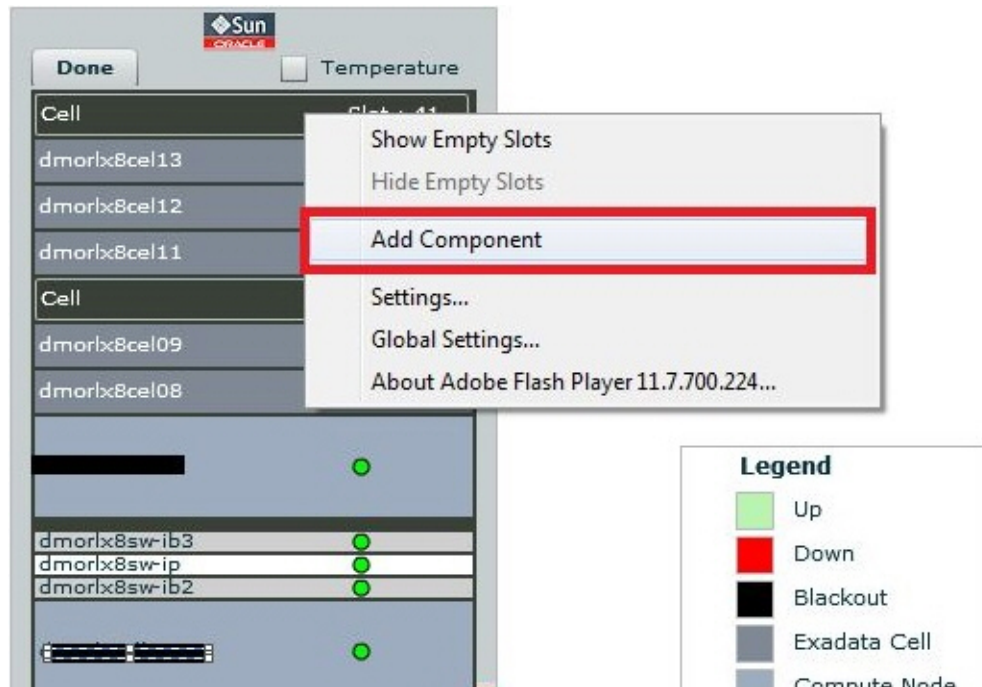 Sun
ORACLE
Done
Temperature
Cell
dmorlx8cel13
dmorlx8cel12
dmorlx8cel11
Cell
dmorlx8cel09
dmorlx8cel08
dmorlx8sw-ib3
dmorlx8sw-ip
dmorlx8sw-ib2
Show Empty Slots
Hide Empty Slots
Add Component
Settings...
Global Settings...
About Adobe Flash Player 11.7.700.224...
Legend
Up
Down
Blackout
Exadata Cell
Compute Node